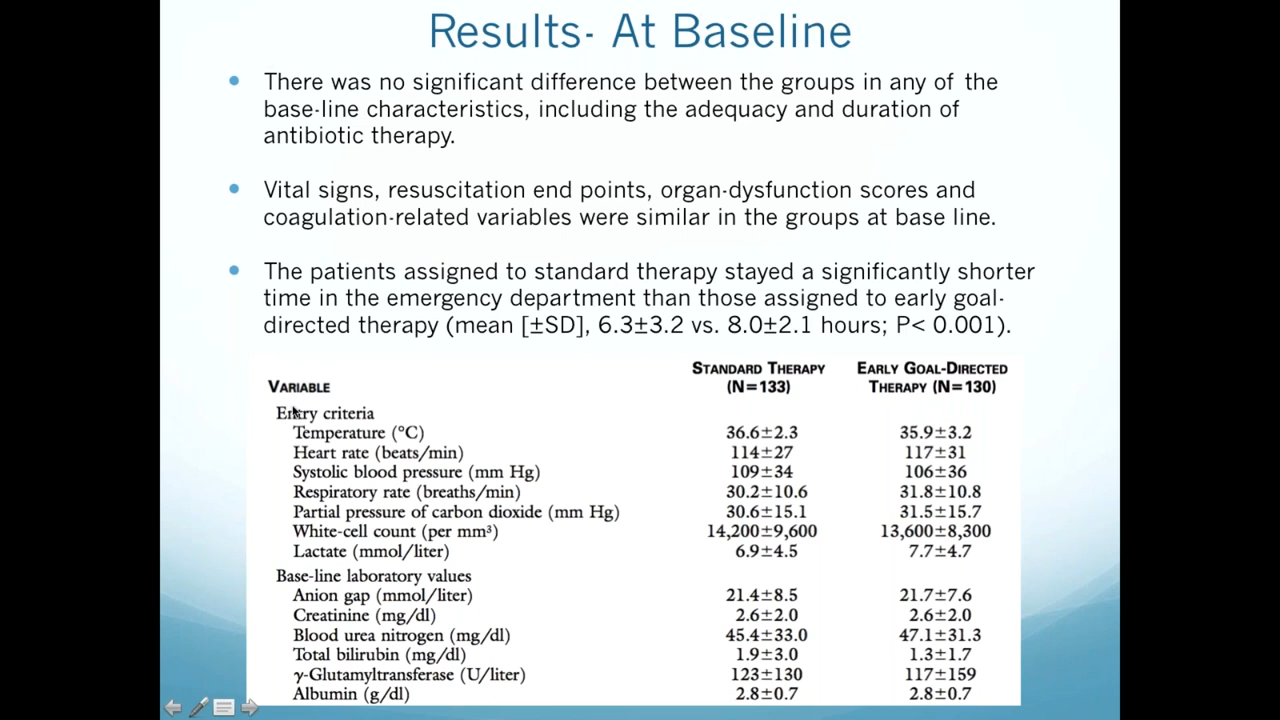 Results- At Baseline
There was no significant difference between the groups in any of the
base-line characteristics, including the adequacy and duration of
antibiotic therapy.
Vital signs, resuscitation end points, organ-dysfunction scores and
coagulation-related variables were similar in the groups at base line.
The patients assigned to standard therapy stayed a significantly shorter
time in the emergency department than those assigned to early goal-
directed therapy (mean [±SD], 6.3±3.2 vs. 8.0±2.1 hours; P< 0.001).
VARIABLE STANDARD THERAPY (N=133) EARLY GOAL-DIRECTED THERAPY (N=130)
Entry criteria
Temperature (°C) 36.6±2.3 35.9±3.2
Heart rate (beats/min) 114±27 117±31
Systolic blood pressure (mm Hg) 109±34 106±36
Respiratory rate (breaths/min) 30.2±10.6 31.8±10.8
Partial pressure of carbon dioxide (mm Hg) 30.6±15.1 31.5±15.7
White-cell count (per mm³) 14,200±9,600 13,600±8,300
Lactate (mmol/liter) 6.9±4.5 7.7±4.7
Base-line laboratory values
Anion gap (mmol/liter) 21.4±8.5 21.7±7.6
Creatinine (mg/dl) 2.6±2.0 2.6±2.0
Blood urea nitrogen (mg/dl) 45.4±33.0 47.1±31.3
Total bilirubin (mg/dl) 1.9±3.0 1.3±1.7
γ-Glutamyltransferase (U/liter) 123±130 117±159
Albumin (g/dl) 2.8±0.7 2.8±0.7